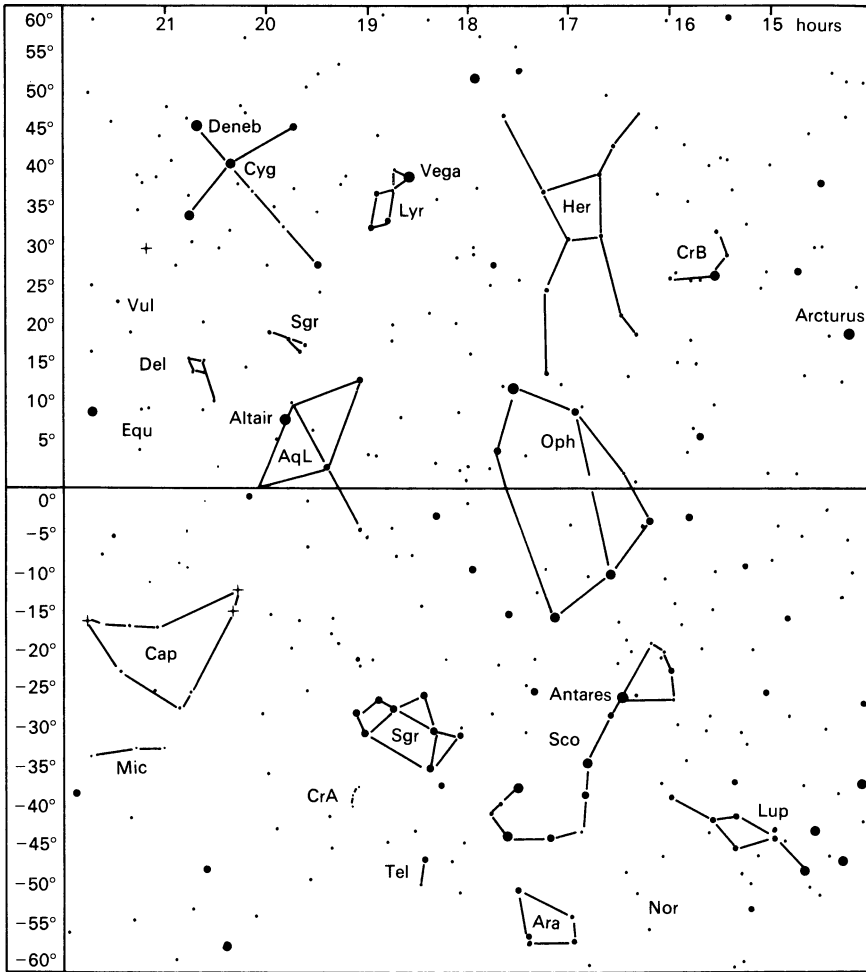 60° 21 20 19 18 17 16 15 hours
55°
50°
45° Deneb
40° Cyg Vega
35° Lyr Her
30° CrB
25° Vul
20° Sgr Arcturus
15° Del
10° Altair
5° Equ AqL Oph
0°
−5°
−10°
−15°
−20° Cap
−25° Antares
−30° Sgr Sco
−35° Mic
−40° CrA Lup
−45°
−50° Tel
−55° Ara Nor
−60°